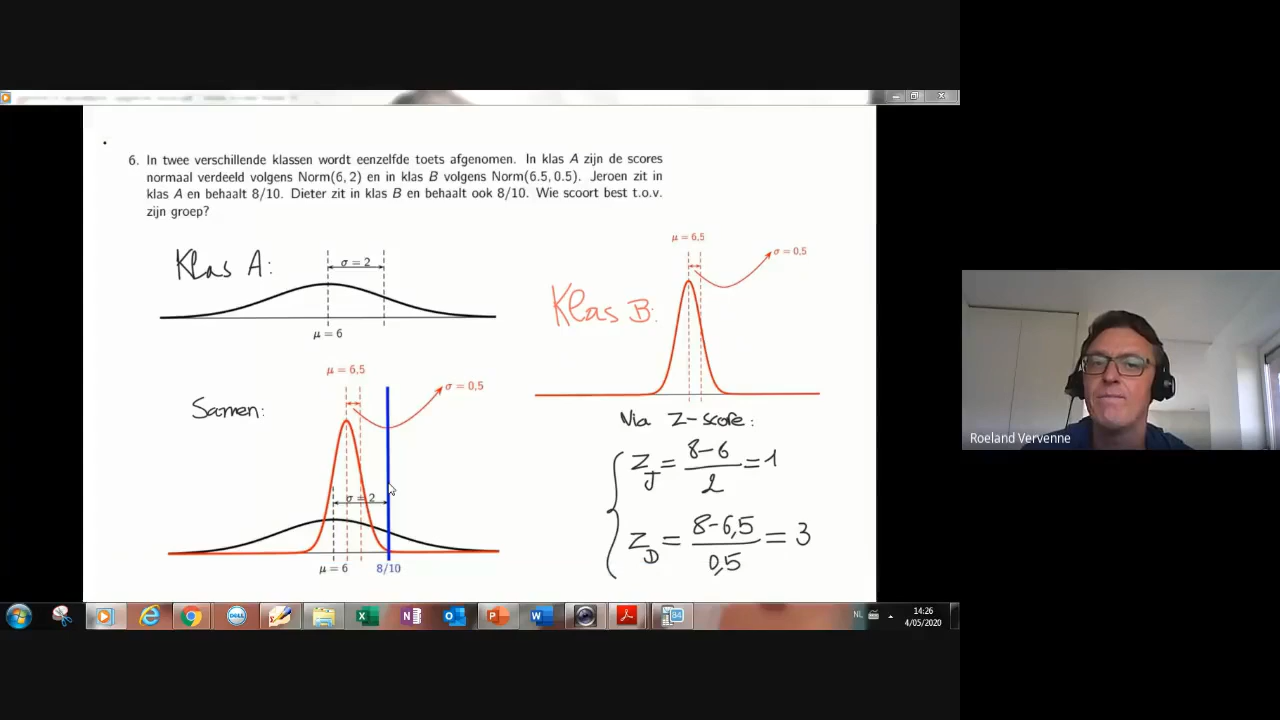 6. In twee verschillende klassen wordt eenzelfde toets afgenomen. In klas A zijn de scores
normaal verdeeld volgens Norm(6, 2) en in klas B volgens Norm(6.5, 0.5). Jeroen zit in
klas A en behaalt 8/10. Dieter zit in klas B en behaalt ook 8/10. Wie scoort best t.o.v.
zijn groep?
Klas A:
σ = 2
μ = 6
μ = 6,5
σ = 0,5
Klas B:
Samen:
μ = 6,5
σ = 0,5
σ = 2
μ = 6
8/10
Via Z-score:
Z_J = (8-6)/2 = 1
Z_D = (8-6,5)/0,5 = 3
Roeland Vervenne
DELL
84
NL
14:26
4/05/2020